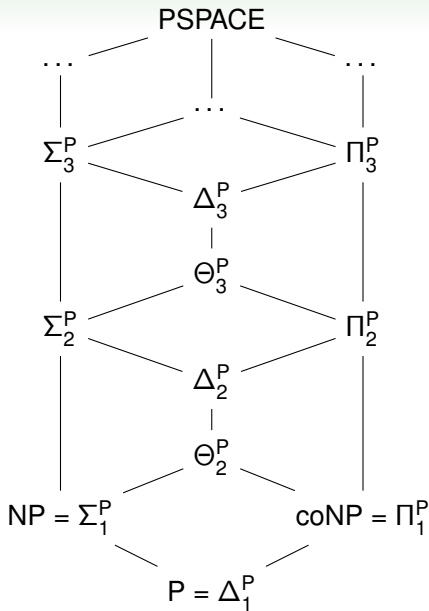 PSPACE
. . . . . .
. . .
Σ₃ᴾ Π₃ᴾ
Δ₃ᴾ
Θ₃ᴾ
Σ₂ᴾ Π₂ᴾ
Δ₂ᴾ
Θ₂ᴾ
NP = Σ₁ᴾ coNP = Π₁ᴾ
P = Δ₁ᴾ